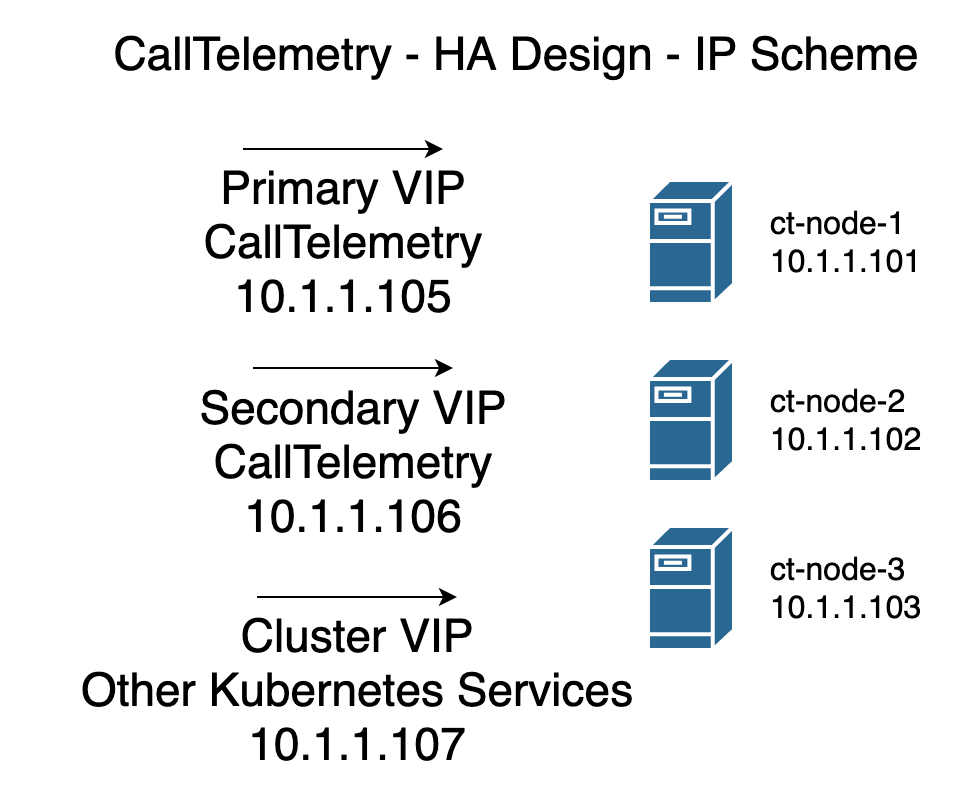 CallTelemetry - HA Design - IP Scheme
Primary VIP
CallTelemetry
10.1.1.105
ct-node-1
10.1.1.101
Secondary VIP
CallTelemetry
10.1.1.106
ct-node-2
10.1.1.102
Cluster VIP
Other Kubernetes Services
10.1.1.107
ct-node-3
10.1.1.103